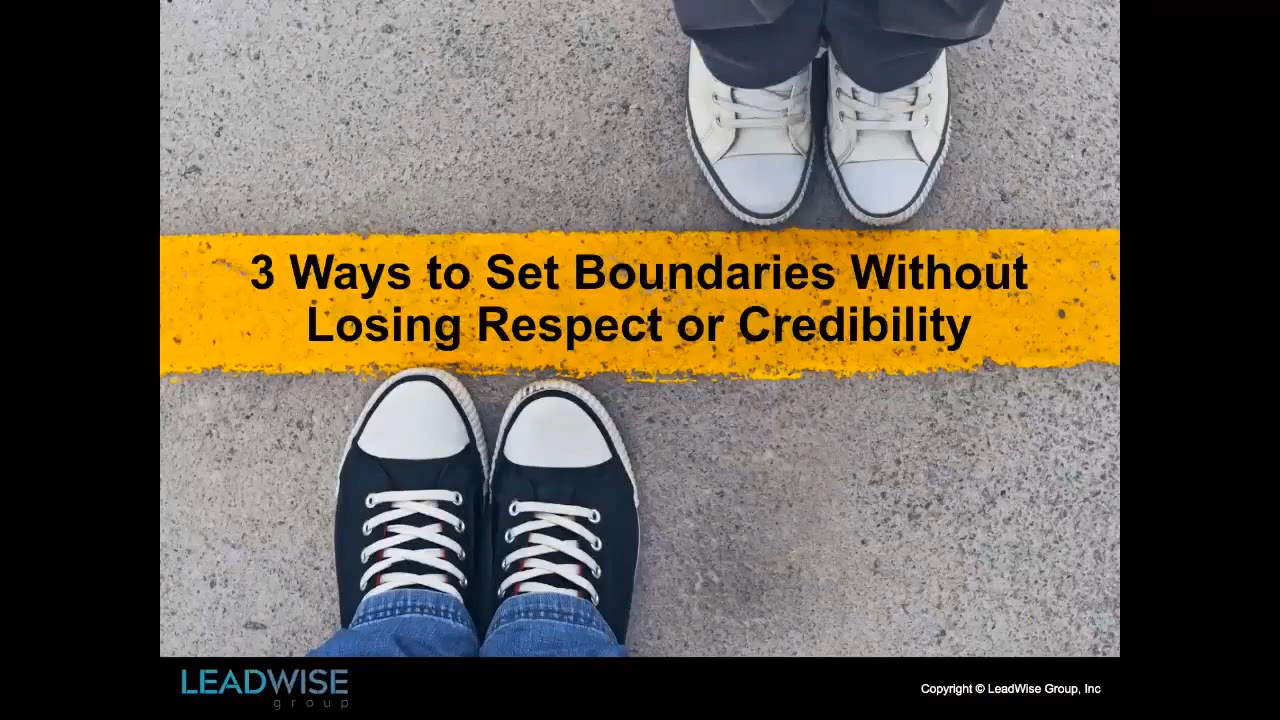 3 Ways to Set Boundaries Without
Losing Respect or Credibility
LEADWISE
group
Copyright © LeadWise Group, Inc